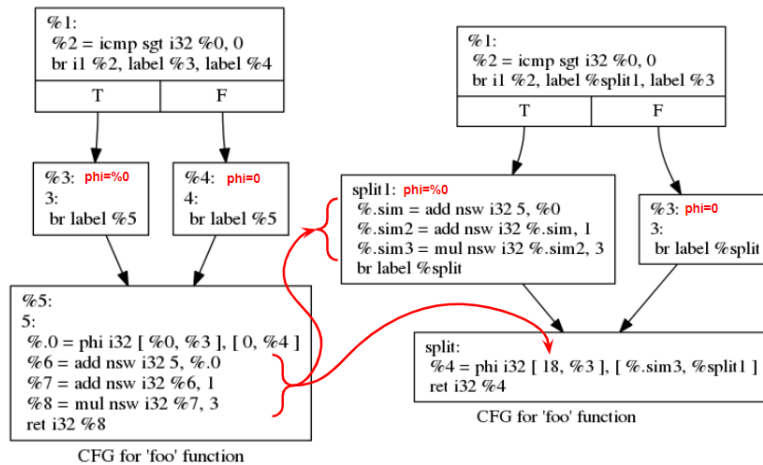 %1:
%2 = icmp sgt i32 %0, 0
br i1 %2, label %3, label %4
T
F
%3: phi=%0
3:
br label %5
%4: phi=0
4:
br label %5
%5:
5:
%.0 = phi i32 [ %0, %3 ], [ 0, %4 ]
%6 = add nsw i32 5, %.0
%7 = add nsw i32 %6, 1
%8 = mul nsw i32 %7, 3
ret i32 %8
CFG for 'foo' function
%1:
%2 = icmp sgt i32 %0, 0
br i1 %2, label %split1, label %3
T
F
split1: phi=%0
%.sim = add nsw i32 5, %0
%.sim2 = add nsw i32 %.sim, 1
%.sim3 = mul nsw i32 %.sim2, 3
br label %split
%3: phi=0
3:
br label %split
split:
%4 = phi i32 [ 18, %3 ], [ %.sim3, %split1 ]
ret i32 %4
CFG for 'foo' function